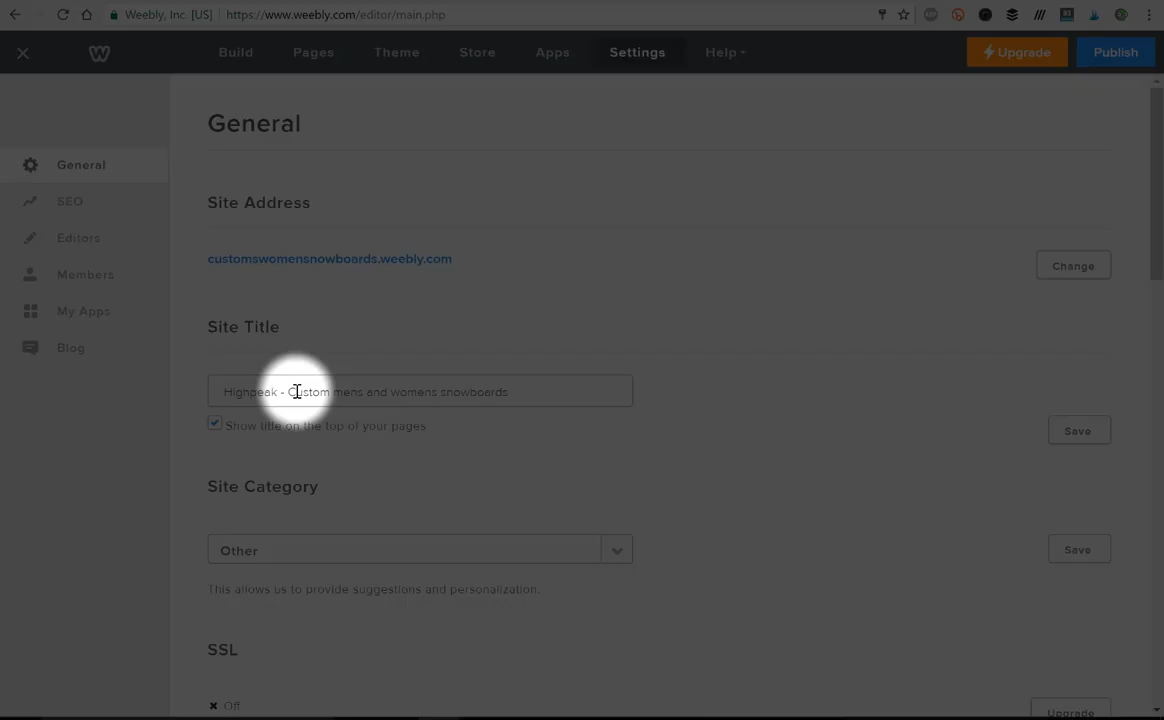 Weebly, Inc. [US] https://www.weebly.com/editor/main.php
Build Pages Theme Store Apps Settings Help Upgrade Publish
General
General
SEO
Editors
Members
My Apps
Blog
Site Address
customswomensnowboards.weebly.com
Change
Site Title
Highpeak - Custom mens and womens snowboards
Show title on the top of your pages
Save
Site Category
Other
Save
This allows us to provide suggestions and personalization.
SSL
Off
Upgrade